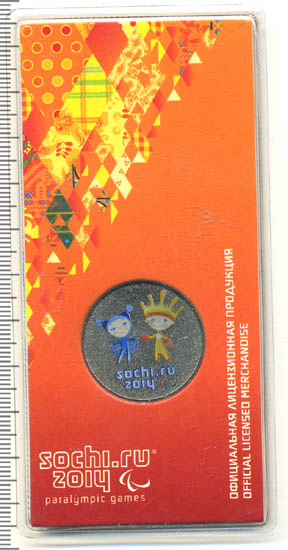 sochi.ru
2014
ОФИЦИАЛЬНАЯ ЛИЦЕНЗИОННАЯ ПРОДУКЦИЯ
OFFICIAL LICENSED MERCHANDISE
sochi.ru
2014
paralympic games